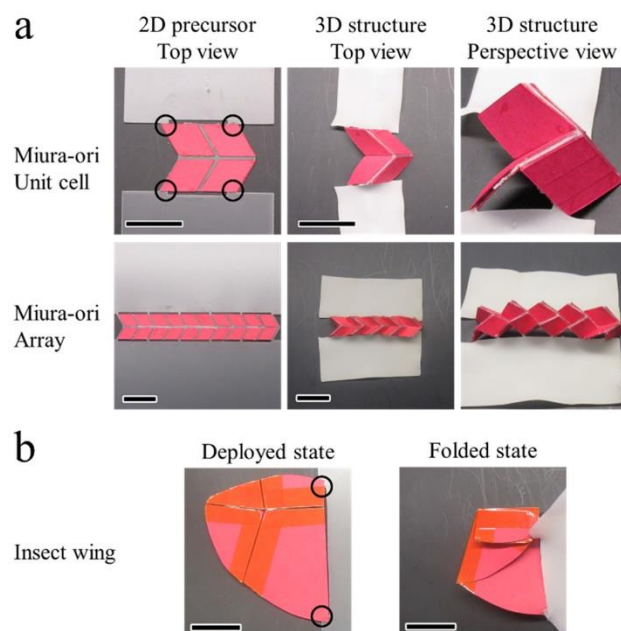 a
2D precursor
Top view
3D structure
Top view
3D structure
Perspective view
Miura-ori
Unit cell
Miura-ori
Array
b
Deployed state
Folded state
Insect wing